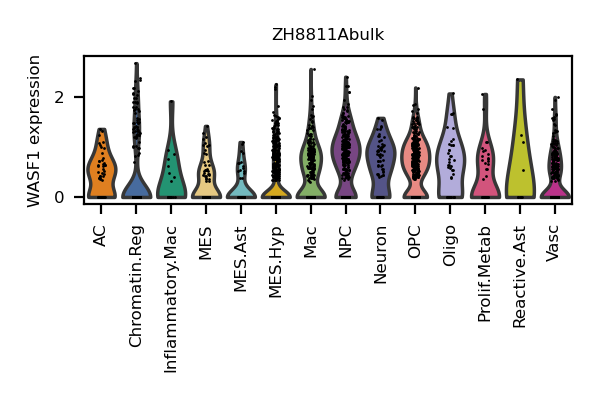 ZH8811Abulk
WASF1 expression
2
0
AC
Chromatin.Reg
Inflammatory.Mac
MES
MES.Ast
MES.Hyp
Mac
NPC
Neuron
OPC
Oligo
Prolif.Metab
Reactive.Ast
Vasc